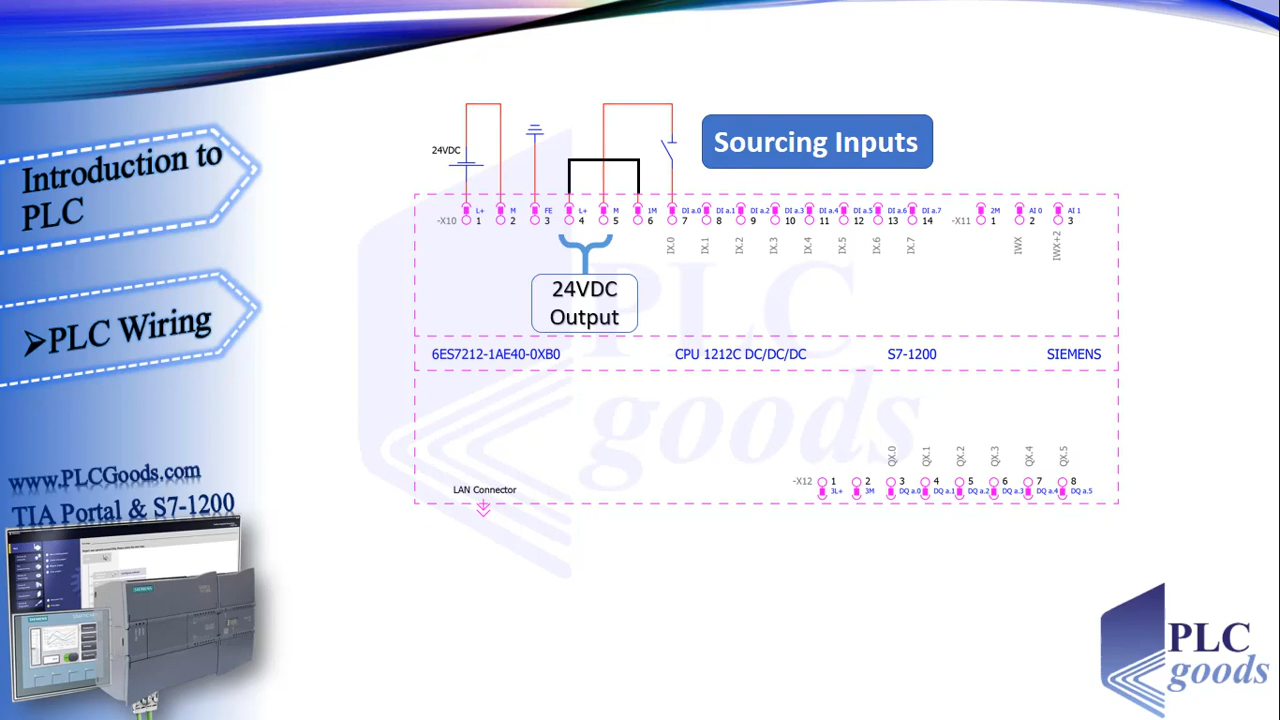 Introduction to
PLC
➤PLC Wiring
www.PLCGoods.com
TIA Portal & S7-1200
SIEMENS
SIEMENS
Sourcing Inputs
24VDC
-X10
L+ M FE L+ M 1M DI a.0 DI a.1 DI a.2 DI a.3 DI a.4 DI a.5 DI a.6 DI a.7
1 2 3 4 5 6 7 8 9 10 11 12 13 14
IX.0 IX.1 IX.2 IX.3 IX.4 IX.5 IX.6 IX.7
-X11
2M AI 0 AI 1
1 2 3
IWX IWX+2
24VDC
Output
6ES7212-1AE40-0XB0 CPU 1212C DC/DC/DC S7-1200 SIEMENS
PLC
goods
LAN Connector
QX.0 QX.1 QX.2 QX.3 QX.4 QX.5
-X12 1 2 3 4 5 6 7 8
3L+ 3M DQ a.0 DQ a.1 DQ a.2 DQ a.3 DQ a.4 DQ a.5
PLC
goods